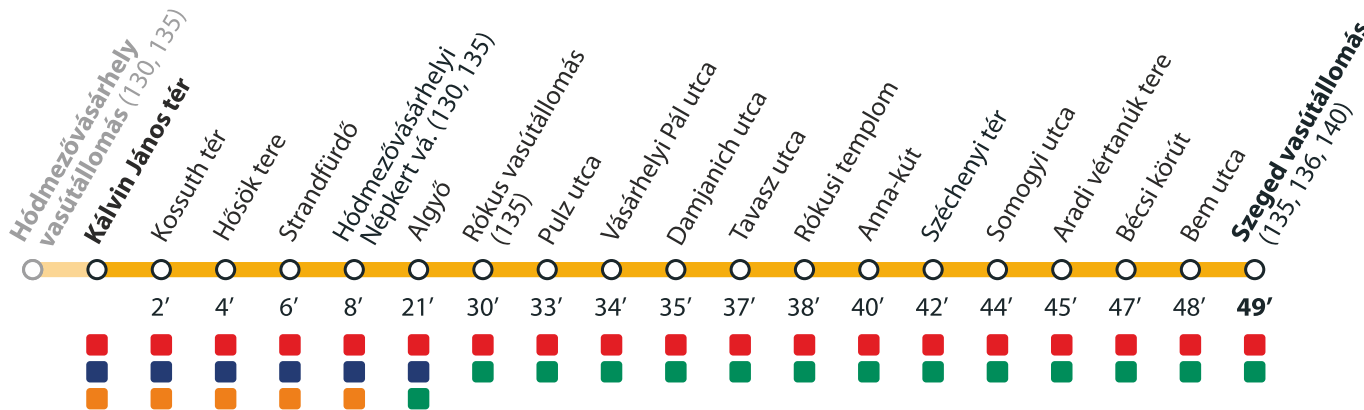 Hódmezővásárhely
vasútállomás (130, 135)
Kálvin János tér
Kossuth tér
Hősök tere
Strandfürdő
Hódmezővásárhelyi
Népkert vá. (130, 135)
Algyő
Rókus vasútállomás
(135)
Pulz utca
Vásárhelyi Pál utca
Damjanich utca
Tavasz utca
Rókusi templom
Anna-kút
Széchenyi tér
Somogyi utca
Aradi vértanúk tere
Bécsi körút
Bem utca
Szeged vasútállomás
(135, 136, 140)
2′ 4′ 6′ 8′ 21′ 30′ 33′ 34′ 35′ 37′ 38′ 40′ 42′ 44′ 45′ 47′ 48′ 49′